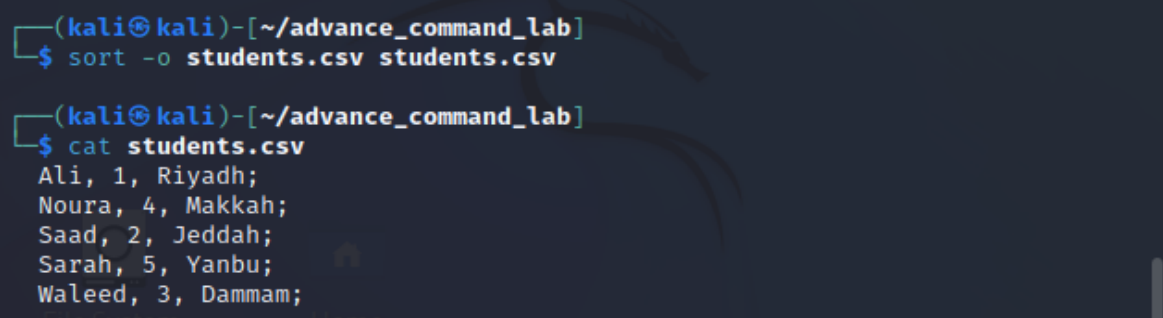 ┌──(kali㉿kali)-[~/advance_command_lab]
└─$ sort -o students.csv students.csv
┌──(kali㉿kali)-[~/advance_command_lab]
└─$ cat students.csv
Ali, 1, Riyadh;
Noura, 4, Makkah;
Saad, 2, Jeddah;
Sarah, 5, Yanbu;
Waleed, 3, Dammam;